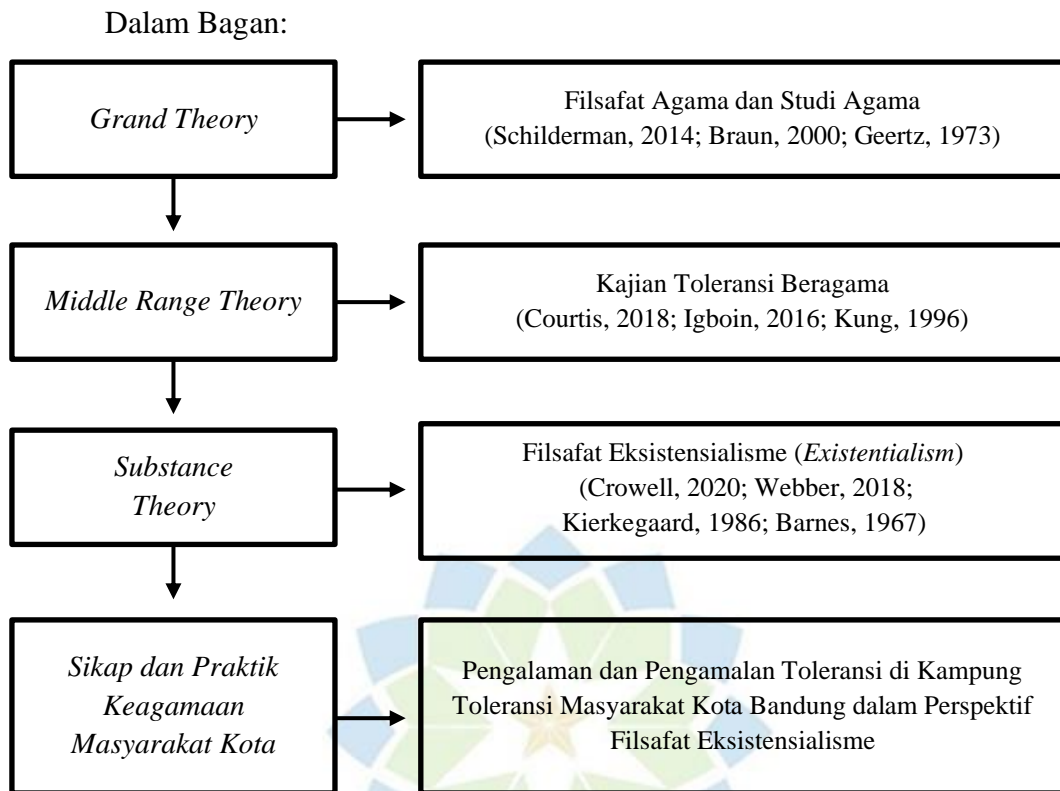 Dalam Bagan:
Grand Theory
Filsafat Agama dan Studi Agama
(Schilderman, 2014; Braun, 2000; Geertz, 1973)
Middle Range Theory
Kajian Toleransi Beragama
(Courtis, 2018; Igboin, 2016; Kung, 1996)
Substance
Theory
Filsafat Eksistensialisme (Existentialism)
(Crowell, 2020; Webber, 2018;
Kierkegaard, 1986; Barnes, 1967)
Sikap dan Praktik
Keagamaan
Masyarakat Kota
Pengalaman dan Pengamalan Toleransi di Kampung
Toleransi Masyarakat Kota Bandung dalam Perspektif
Filsafat Eksistensialisme